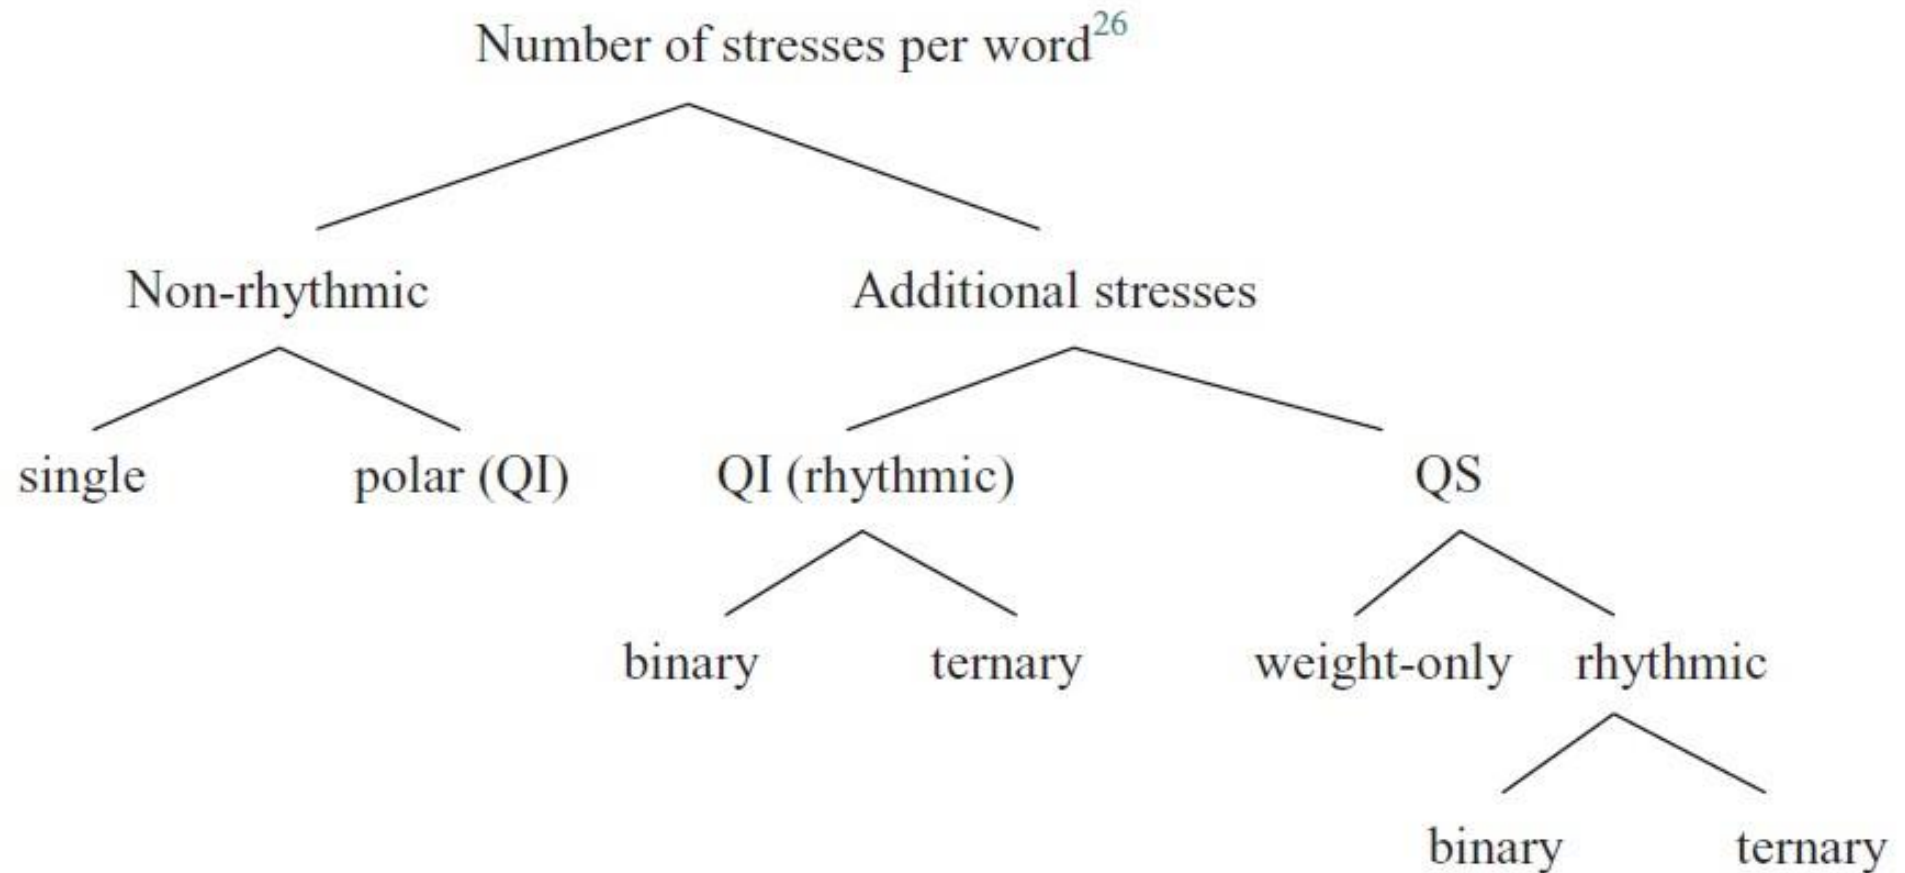 Number of stresses per word26
Non-rhythmic Additional stresses
single polar (QI) QI (rhythmic) QS
binary ternary weight-only rhythmic
binary ternary